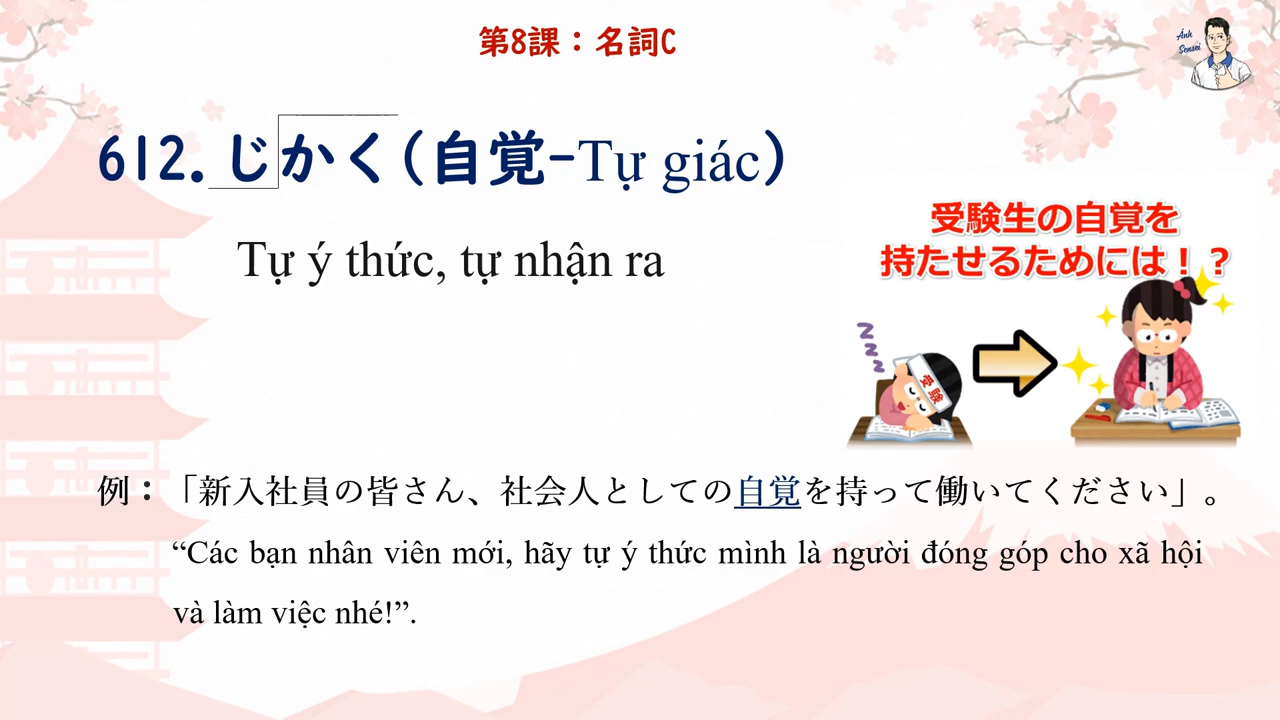 第8課：名詞C
Anh
Sensei
612.じかく(自覚-Tự giác)
Tự ý thức, tự nhận ra
受験生の自覚を
持たせるためには！？
zzz
受験
例：「新入社員の皆さん、社会人としての自覚を持って働いてください」。
“Các bạn nhân viên mới, hãy tự ý thức mình là người đóng góp cho xã hội
và làm việc nhé!”.